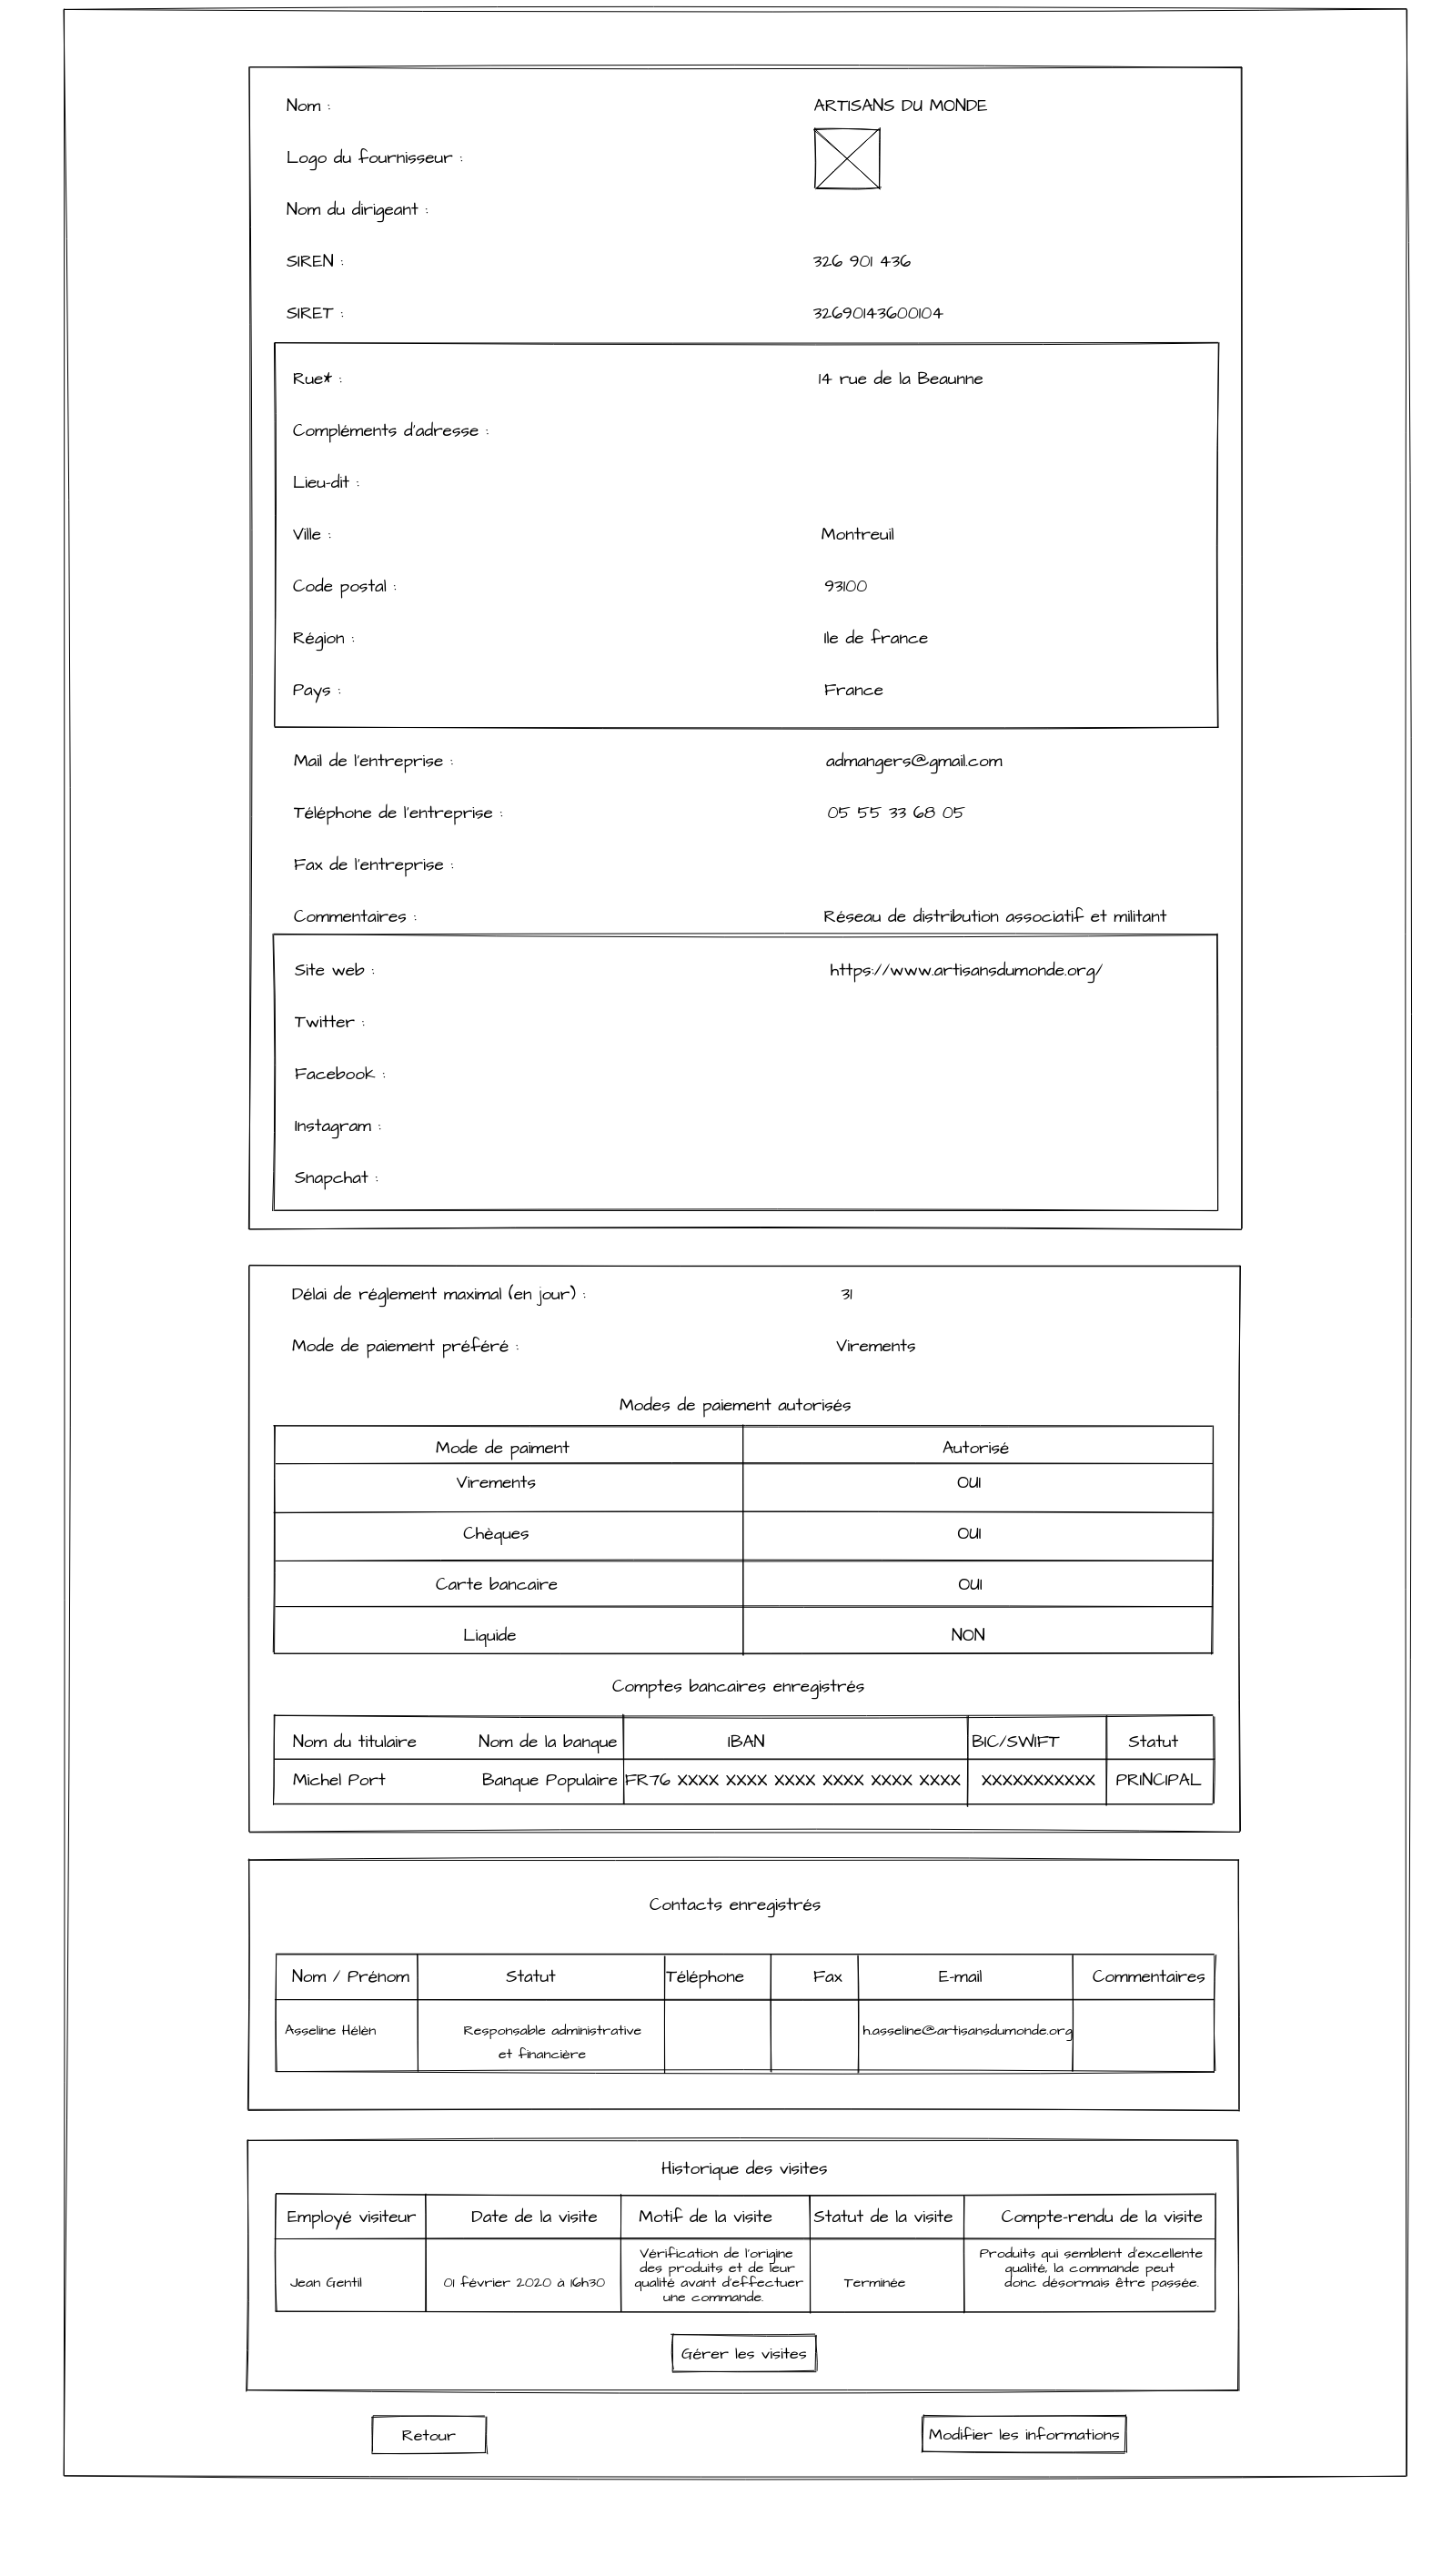 Nom : ARTISANS DU MONDE
Logo du fournisseur :
Nom du dirigeant :
SIREN : 326 901 436
SIRET : 32690143600104
Rue* : 14 rue de la Beaunne
Compléments d'adresse :
Lieu-dit :
Ville : Montreuil
Code postal : 93100
Région : Ile de france
Pays : France
Mail de l'entreprise : admangers@gmail.com
Téléphone de l'entreprise : 05 55 33 68 05
Fax de l'entreprise :
Commentaires : Réseau de distribution associatif et militant
Site web : https://www.artisansdumonde.org/
Twitter :
Facebook :
Instagram :
Snapchat :
Délai de réglement maximal (en jour) : 31
Mode de paiement préféré : Virements
Modes de paiement autorisés
Mode de paiment Autorisé
Virements OUI
Chèques OUI
Carte bancaire OUI
Liquide NON
Comptes bancaires enregistrés
Nom du titulaire Nom de la banque IBAN BIC/SWIFT Statut
Michel Port Banque Populaire FR76 XXXX XXXX XXXX XXXX XXXX XXXX XXXXXXXXXXX PRINCIPAL
Contacts enregistrés
Nom / Prénom Statut Téléphone Fax E-mail Commentaires
Asseline Hélèn Responsable administrative h.asseline@artisansdumonde.org
et financière
Historique des visites
Employé visiteur Date de la visite Motif de la visite Statut de la visite Compte-rendu de la visite
Jean Gentil 01 février 2020 à 16h30
Vérification de l'origine
des produits et de leur
qualité avant d'effectuer
une commande.
Terminée
Produits qui semblent d'excellente
qualité, la commande peut
donc désormais être passée.
Gérer les visites
Retour Modifier les informations